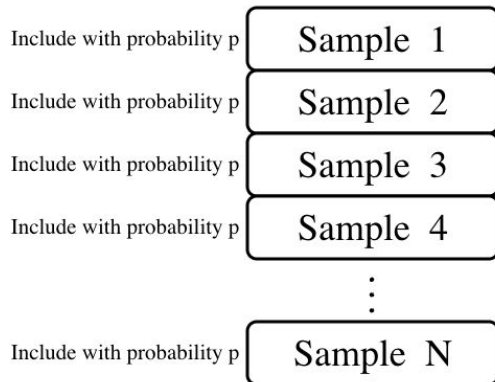 Include with probability p Sample 1
Include with probability p Sample 2
Include with probability p Sample 3
Include with probability p Sample 4
Include with probability p Sample N